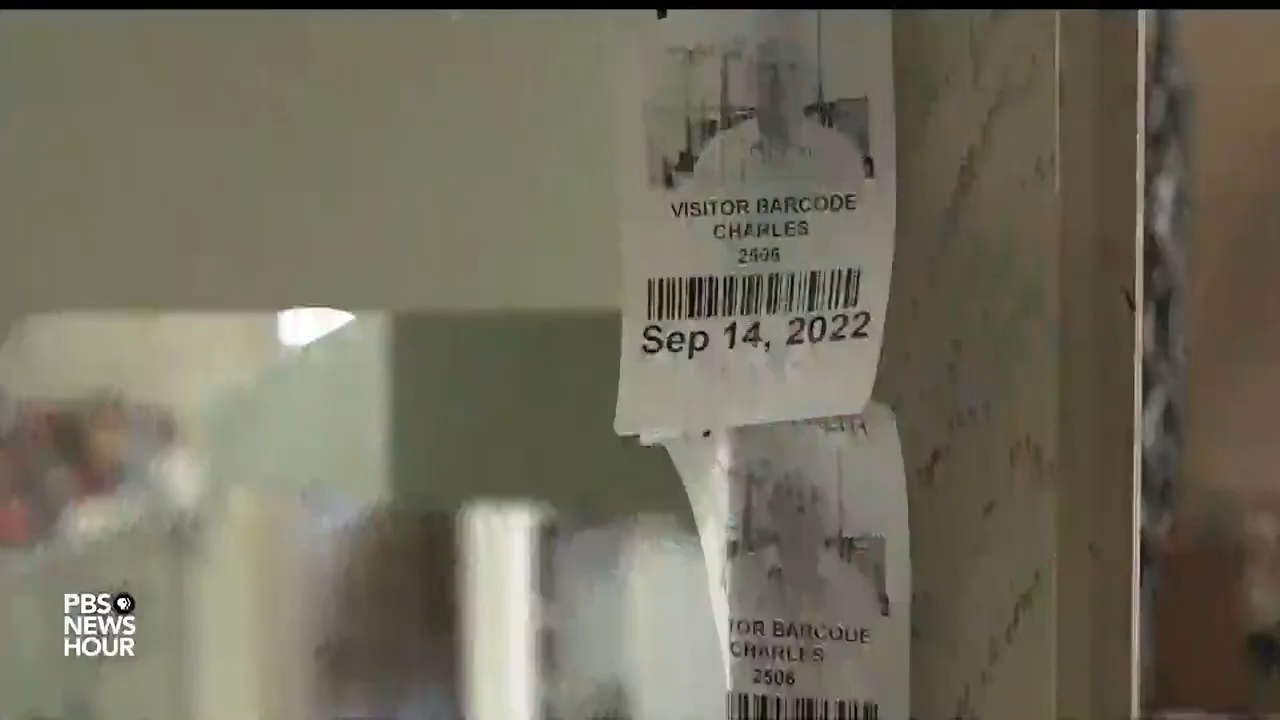 VISITOR BARCODE
CHARLES
2506
Sep 14, 2022
TOR BARCODE
CHARLES
2506
PBS
NEWS
HOUR